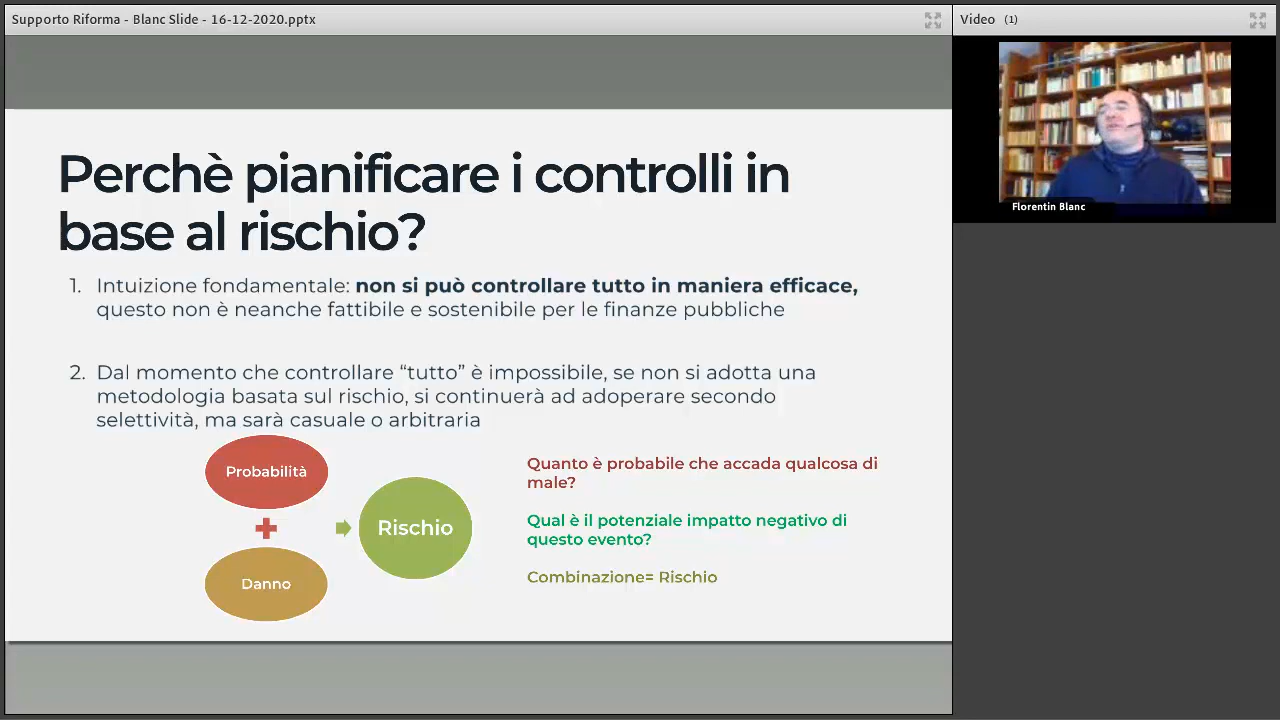 Supporto Riforma - Blanc Slide - 16-12-2020.pptx
Video (1)
Florentin Blanc
Perchè pianificare i controlli in
base al rischio?
1. Intuizione fondamentale: non si può controllare tutto in maniera efficace,
questo non è neanche fattibile e sostenibile per le finanze pubbliche
2. Dal momento che controllare “tutto” è impossibile, se non si adotta una
metodologia basata sul rischio, si continuerà ad adoperare secondo
selettività, ma sarà casuale o arbitraria
Probabilità
Danno
Rischio
Quanto è probabile che accada qualcosa di
male?
Qual è il potenziale impatto negativo di
questo evento?
Combinazione= Rischio